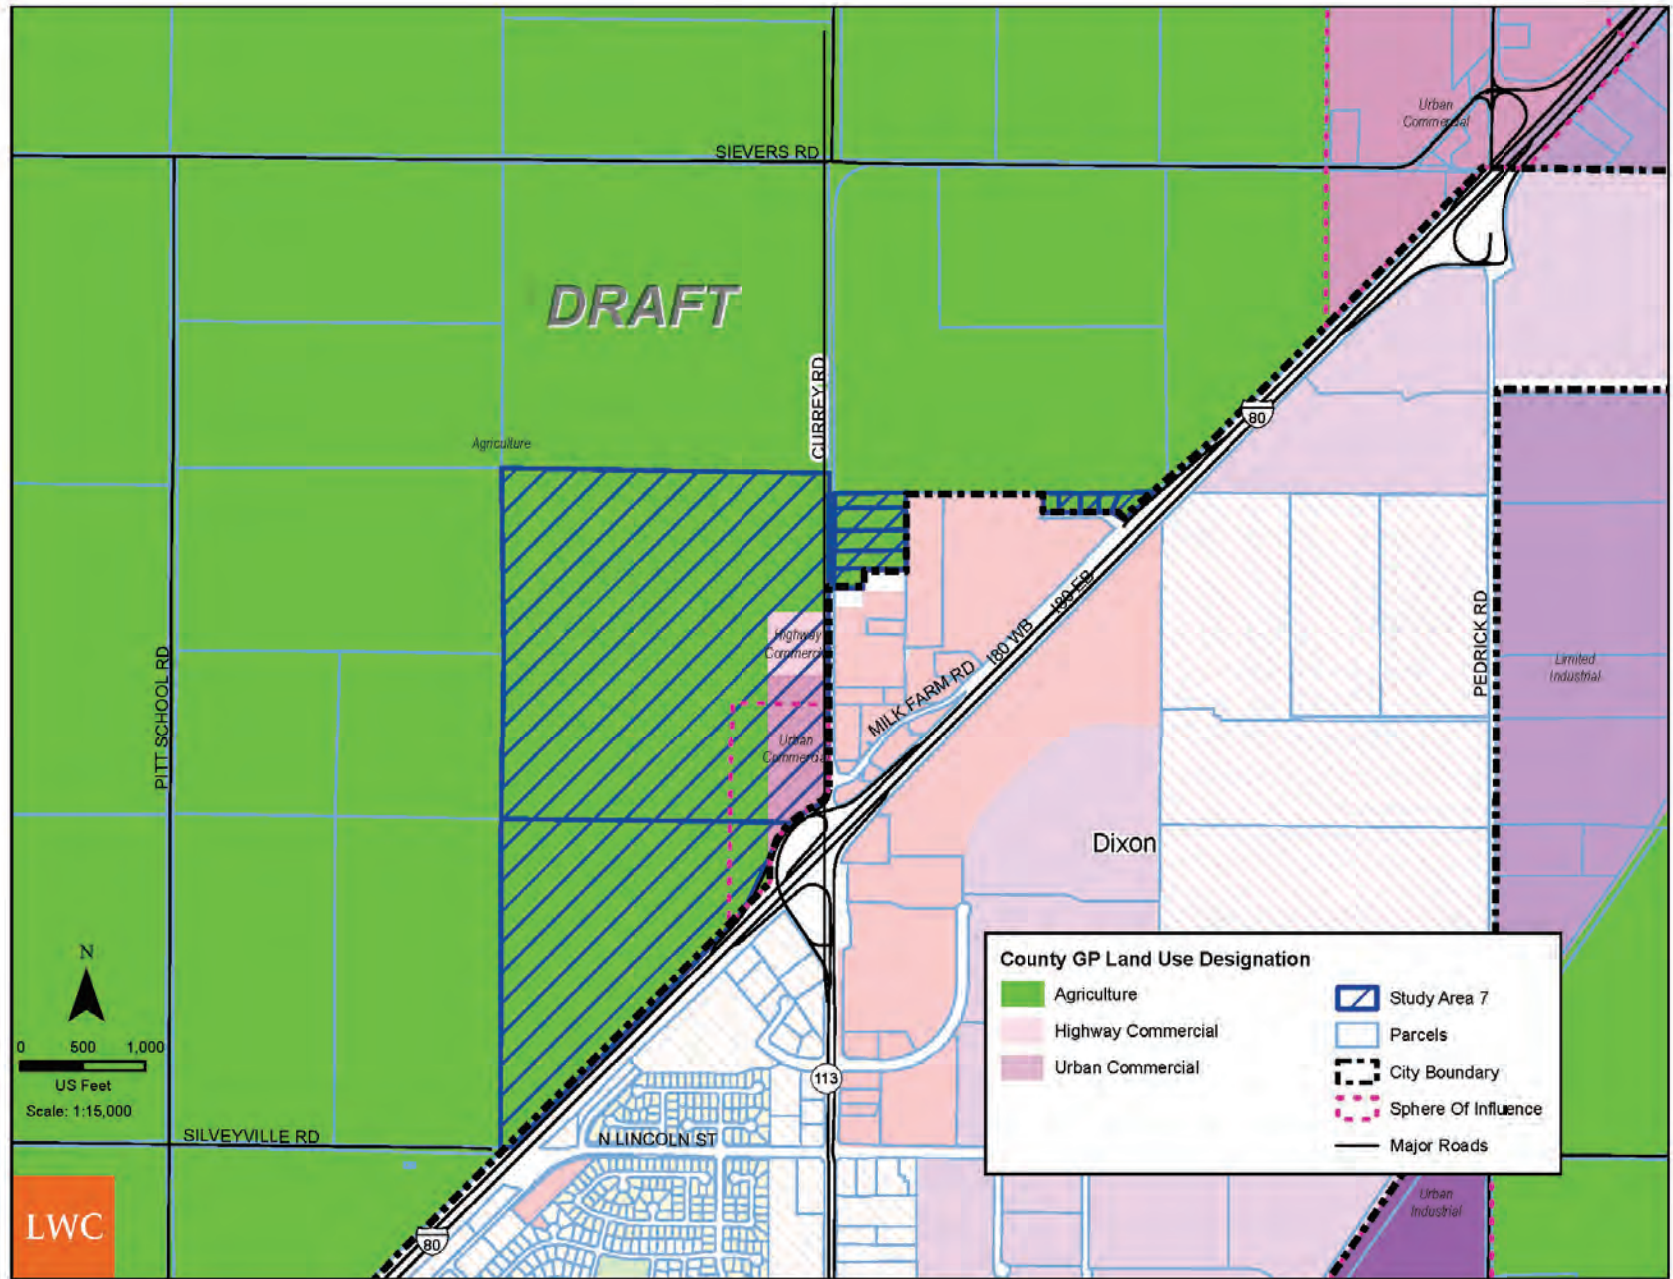 Urban
Commercial
SIEVERS RD
DRAFT
CURREY RD
80
Agriculture
Highway
Commerci
Urban
Commercia
I80 EB
I80 WB
MILK FARM RD
PITT SCHOOL RD
PEDRICK RD
Limited
Industrial
Dixon
N
0 500 1,000
US Feet
Scale: 1:15,000
113
SILVEYVILLE RD
N LINCOLN ST
County GP Land Use Designation
Agriculture
Highway Commercial
Urban Commercial
Study Area 7
Parcels
City Boundary
Sphere Of Influence
Major Roads
LWC
80
Urban
Industrial